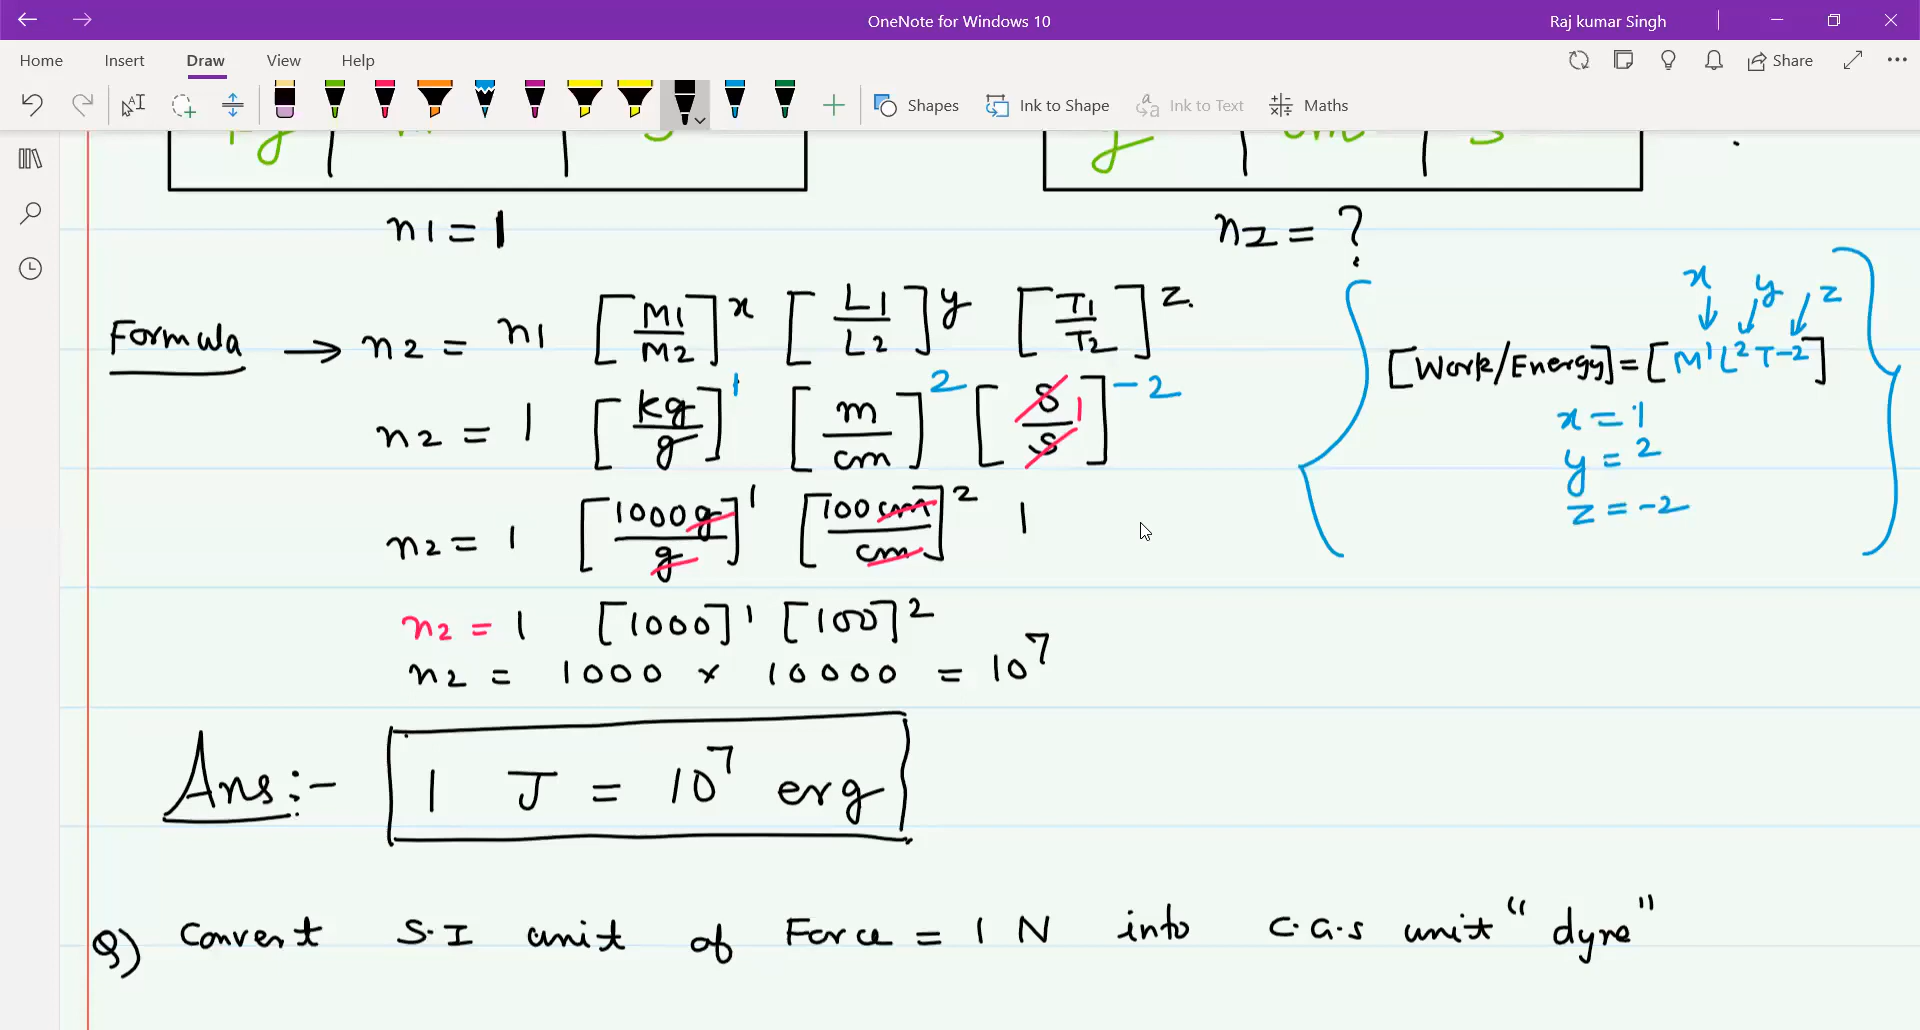 OneNote for Windows 10
Raj kumar Singh
Home Insert Draw View Help
Share
Shapes Ink to Shape Ink to Text Maths
g cm s
n1 = 1
n2 = ?
Formula → n2 = n1 [M1/M2]^x [L1/L2]^y [T1/T2]^z.
x y z
[Work/Energy] = [M^1 L^2 T^-2]
n2 = 1 [kg/g]^1 [m/cm]^2 [s/s]^-2 1
x = 1
y = 2
z = -2
n2 = 1 [1000g/g]^1 [100cm/cm]^2 1
n2 = 1 [1000]^1 [100]^2
n2 = 1000 × 10000 = 10^7
Ans:- 1 J = 10^7 erg
Q) Convert S.I unit of Force = 1 N into C.G.S unit "dyne"